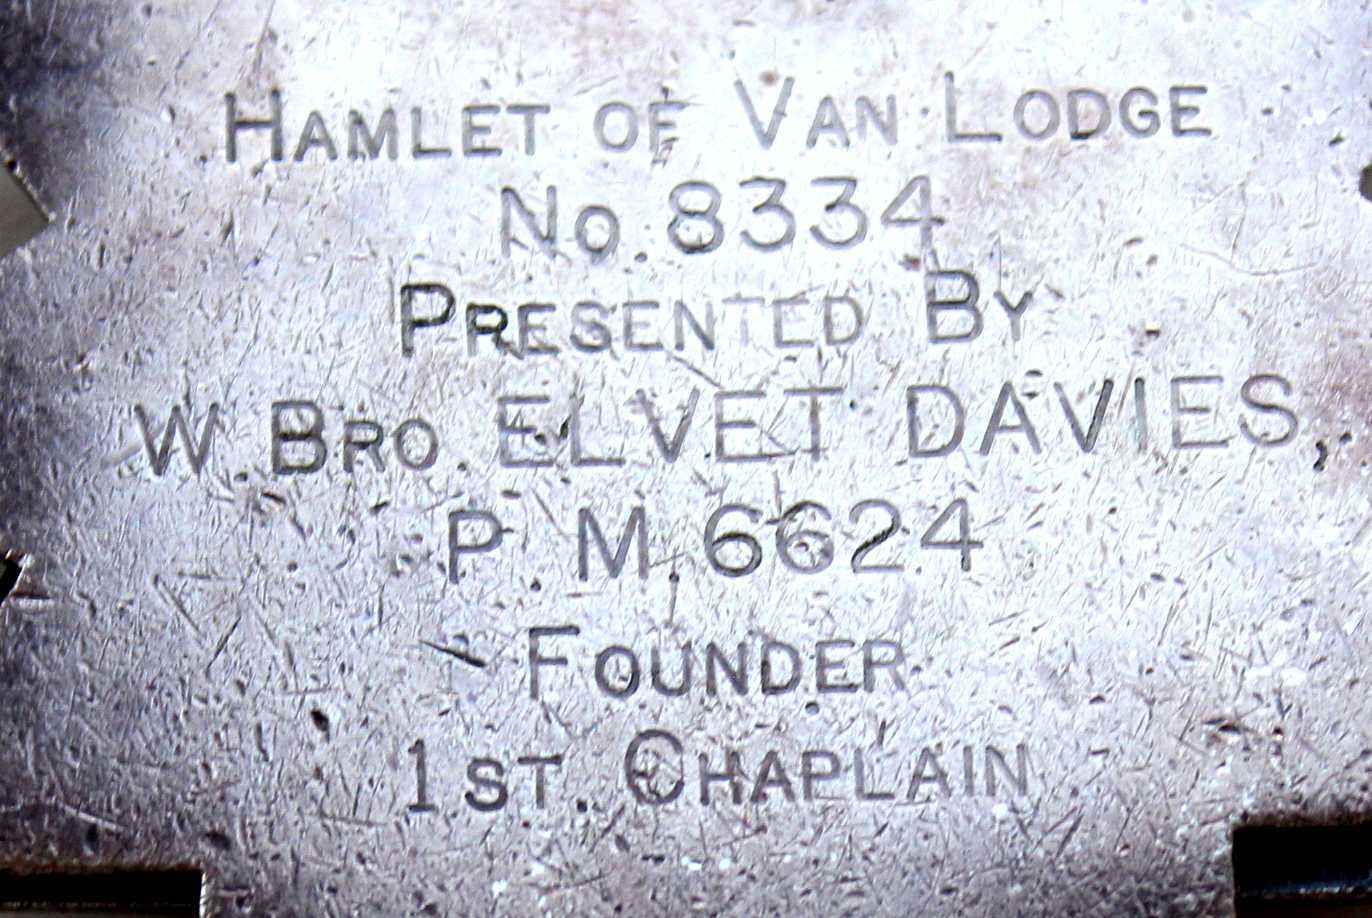 HAMLET OF VAN LODGE
No. 8334
PRESENTED BY
W. BRO. ELVET DAVIES,
P. M. 6624
FOUNDER
1ST. CHAPLAIN